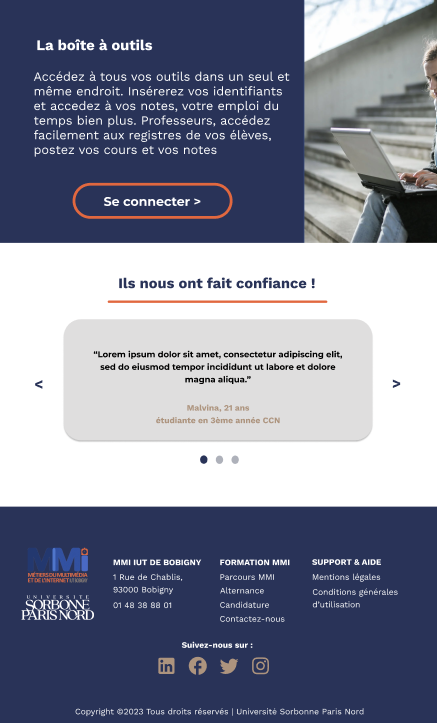 La boîte à outils
Accédez à tous vos outils dans un seul et
même endroit. Insérerez vos identifiants
et accedez à vos notes, votre emploi du
temps bien plus. Professeurs, accédez
facilement aux registres de vos élèves,
postez vos cours et vos notes
Se connecter >
Ils nous ont fait confiance !
“Lorem ipsum dolor sit amet, consectetur adipiscing elit,
sed do eiusmod tempor incididunt ut labore et dolore
magna aliqua.”
Malvina, 21 ans
étudiante en 3ème année CCN
<
>
MMi
MÉTIERS DU MULTIMÉDIA
ET DE L'INTERNET
UNIVERSITÉ
SORBONNE
PARIS NORD
MMI IUT DE BOBIGNY
1 Rue de Chablis,
93000 Bobigny
01 48 38 88 01
FORMATION MMI
Parcours MMI
Alternance
Candidature
Contactez-nous
SUPPORT & AIDE
Mentions légales
Conditions générales
d'utilisation
Suivez-nous sur :
Copyright ©2023 Tous droits réservés | Université Sorbonne Paris Nord